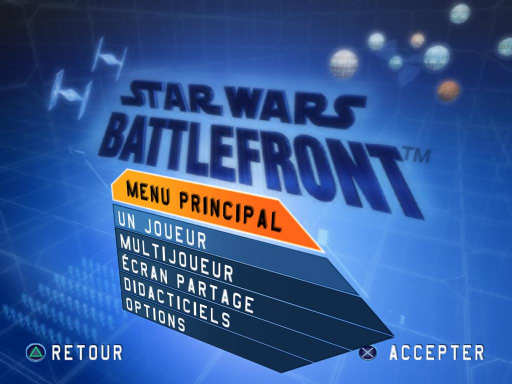 STAR WARS
BATTLEFRONT™
MENU PRINCIPAL
UN JOUEUR
MULTIJOUEUR
ÉCRAN PARTAGE
DIDACTICIELS
OPTIONS
RETOUR
ACCEPTER